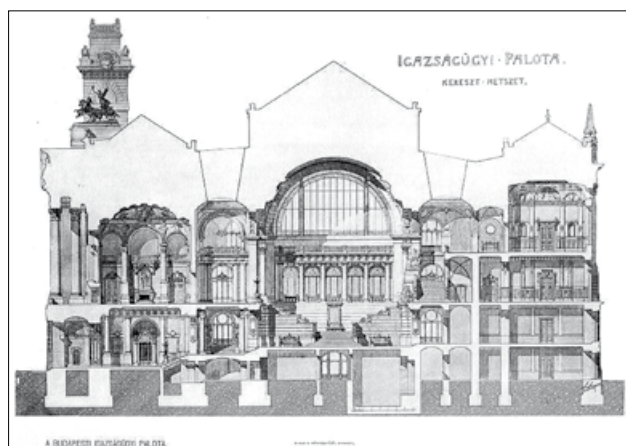 IGAZSÁGÜGYI · PALOTA.
KERESZT · METSZET.
A BUDAPESTI IGAZSÁGÜGYI PALOTA.